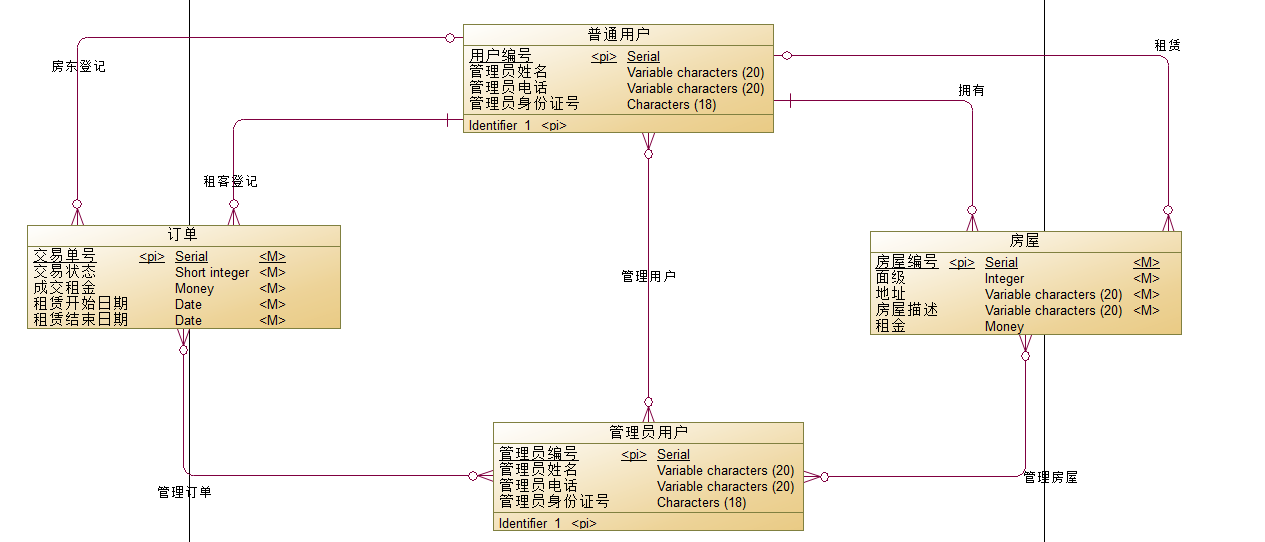 普通用户
用户编号 <pi> Serial
管理员姓名 Variable characters (20)
管理员电话 Variable characters (20)
管理员身份证号 Characters (18)
Identifier_1 <pi>
房东登记
租客登记
租赁
拥有
管理用户
订单
交易单号 <pi> Serial <M>
交易状态 Short integer <M>
成交租金 Money <M>
租赁开始日期 Date <M>
租赁结束日期 Date <M>
房屋
房屋编号 <pi> Serial <M>
面级 Integer <M>
地址 Variable characters (20) <M>
房屋描述 Variable characters (20) <M>
租金 Money
管理员用户
管理员编号 <pi> Serial
管理员姓名 Variable characters (20)
管理员电话 Variable characters (20)
管理员身份证号 Characters (18)
Identifier_1 <pi>
管理订单
管理房屋